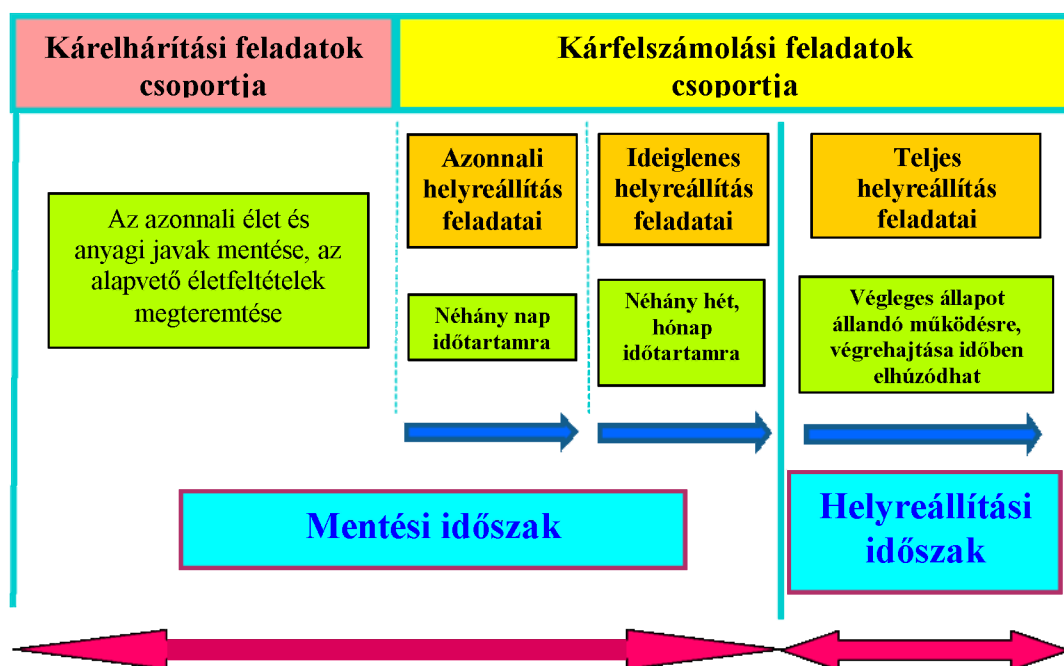 Kárelhárítási feladatok
csoportja
Kárfelszámolási feladatok
csoportja
Az azonnali élet és
anyagi javak mentése, az
alapvető életfeltételek
megteremtése
Azonnali
helyreállítás
feladatai
Ideiglenes
helyreállítás
feladatai
Teljes
helyreállítás
feladatai
Néhány nap
időtartamra
Néhány hét,
hónap
időtartamra
Végleges állapot
állandó működésre,
végrehajtása időben
elhúzódhat
Mentési időszak
Helyreállítási
időszak